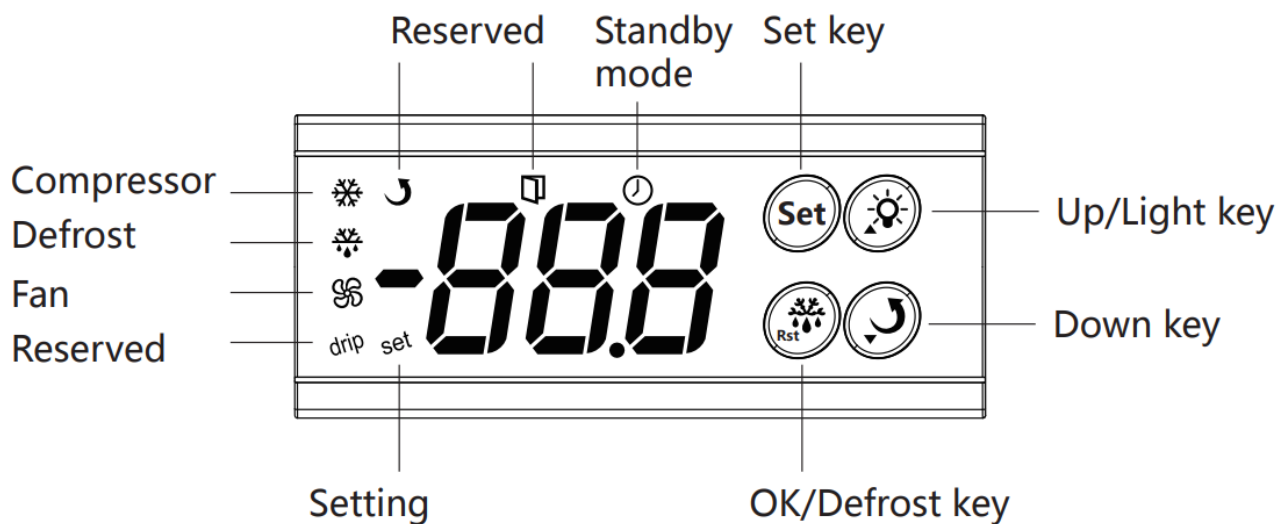 Reserved
Standby
mode
Set key
Compressor
Defrost
Fan
Reserved
-88.8
drip
set
Set
Rst
Up/Light key
Down key
Setting
OK/Defrost key